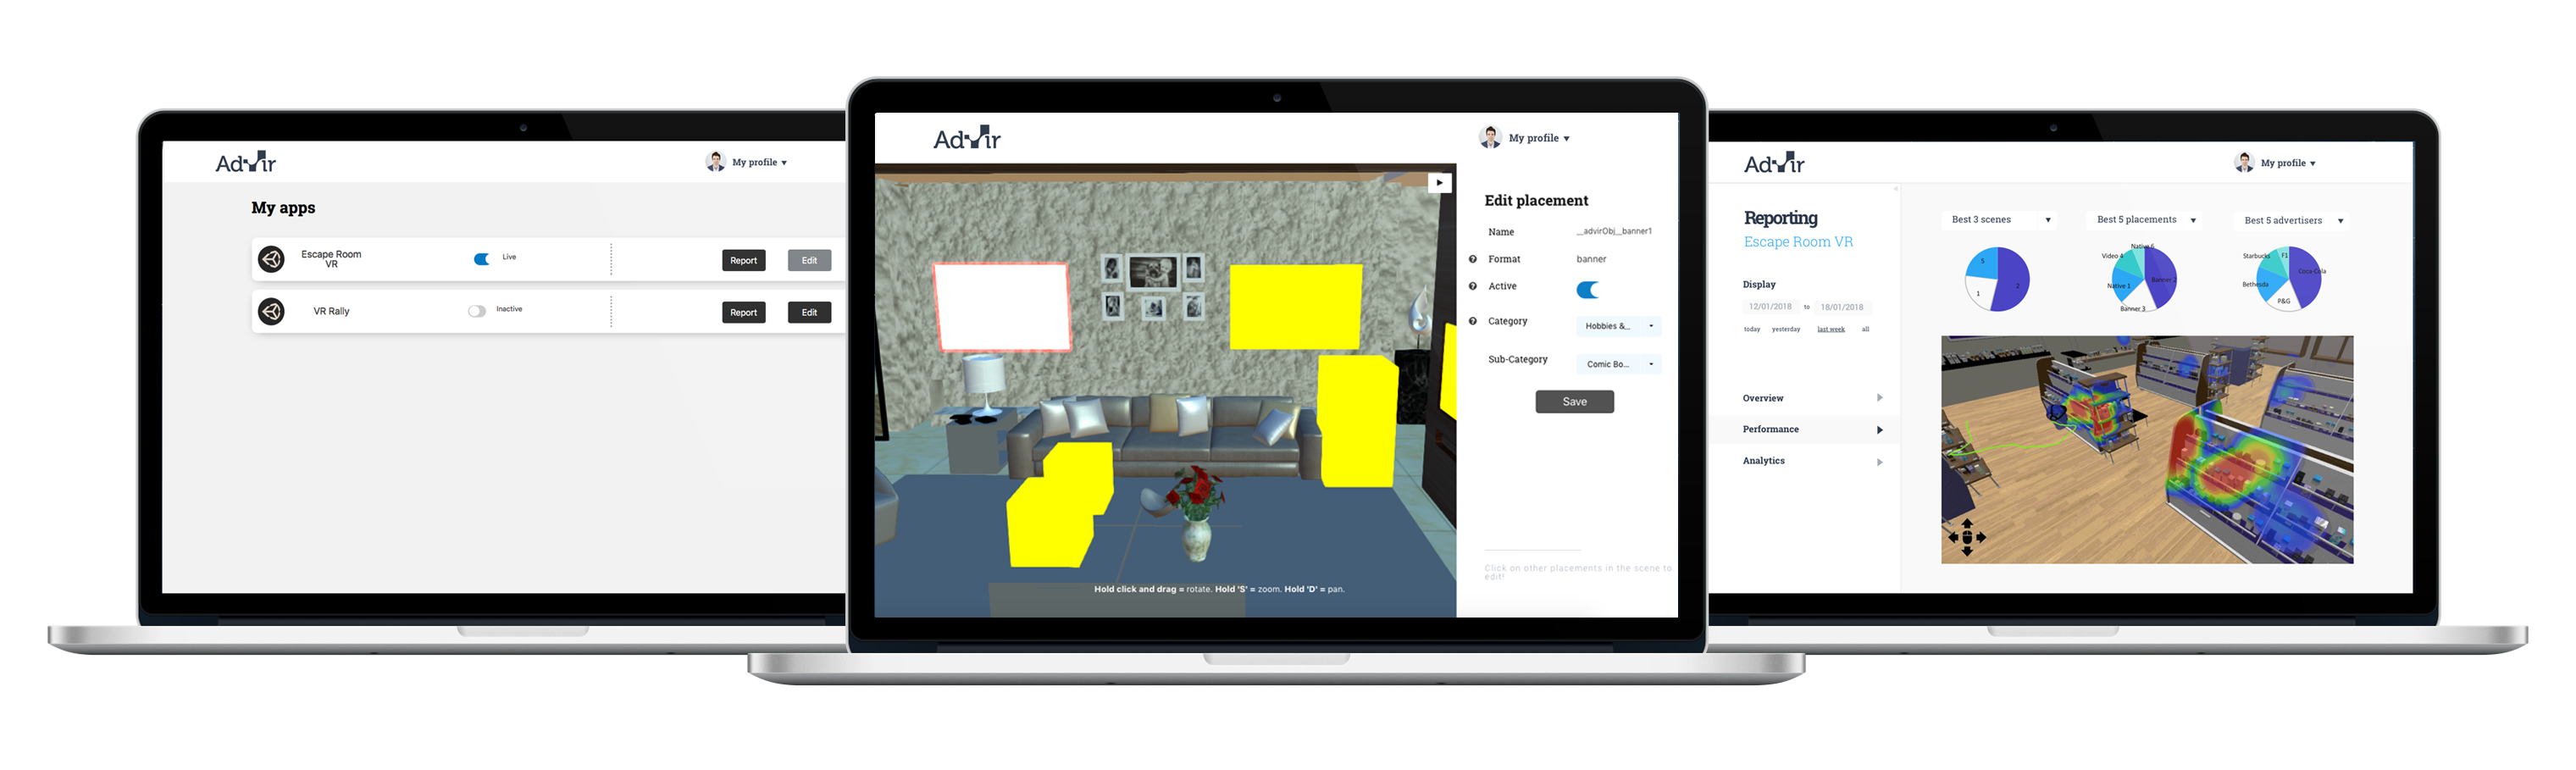 Advir
My profile ▾
My apps
Escape Room
VR
Live
Report
Edit
VR Rally
Inactive
Report
Edit
Advir
My profile ▾
Edit placement
Name
__advirObj__banner1
Format
banner
Active
Category
Hobbies &...
Sub-Category
Comic Bo...
Save
Click on other placements in the scene to
edit!
Hold click and drag = rotate. Hold 'S' = zoom. Hold 'D' = pan.
Advir
My profile ▾
Reporting
Escape Room VR
Display
12/01/2018 to 18/01/2018
today yesterday last week all
Overview
Performance
Analytics
Best 3 scenes
5
1
2
Best 5 placements
Native 6
Video 4
Native 1
Banner 2
Banner 3
Best 5 advertisers
Starbucks
F1
Coca-Cola
Bethesda
P&G